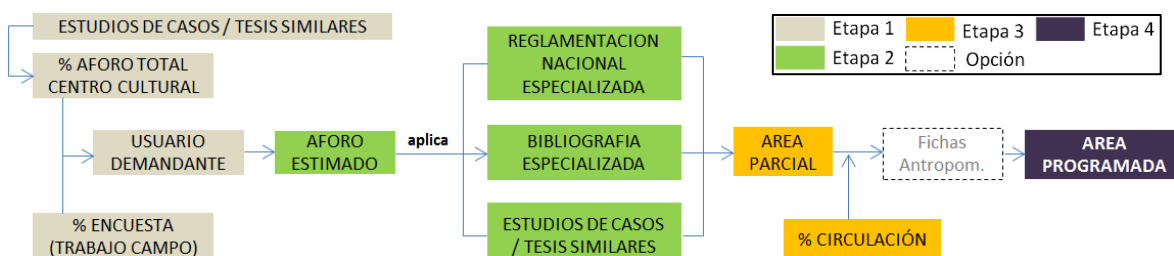 ESTUDIOS DE CASOS / TESIS SIMILARES
% AFORO TOTAL
CENTRO CULTURAL
USUARIO
DEMANDANTE
% ENCUESTA
(TRABAJO CAMPO)
AFORO
ESTIMADO
aplica
REGLAMENTACION
NACIONAL
ESPECIALIZADA
BIBLIOGRAFIA
ESPECIALIZADA
ESTUDIOS DE CASOS
/ TESIS SIMILARES
AREA
PARCIAL
% CIRCULACIÓN
Fichas
Antropom.
AREA
PROGRAMADA
Etapa 1
Etapa 3
Etapa 4
Etapa 2
Opción